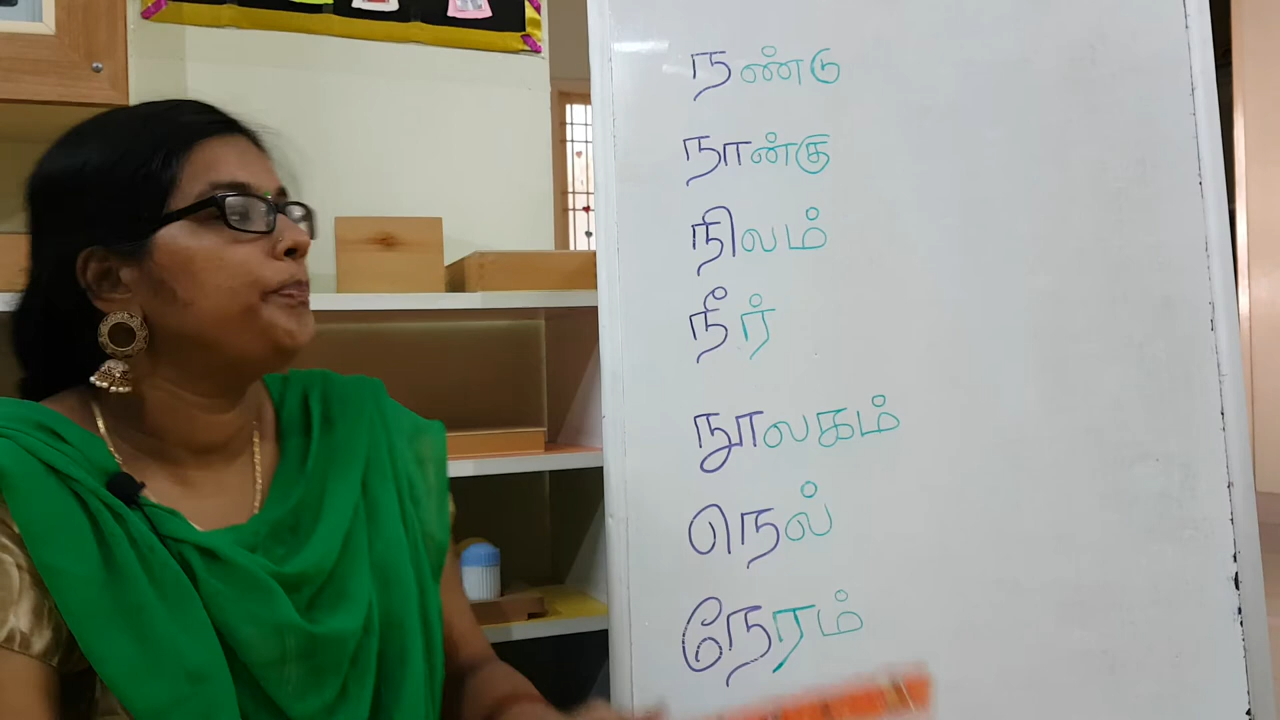 நண்டு
நான்கு
நிலம்
நீர்
நூலகம்
நெல்
நேரம்